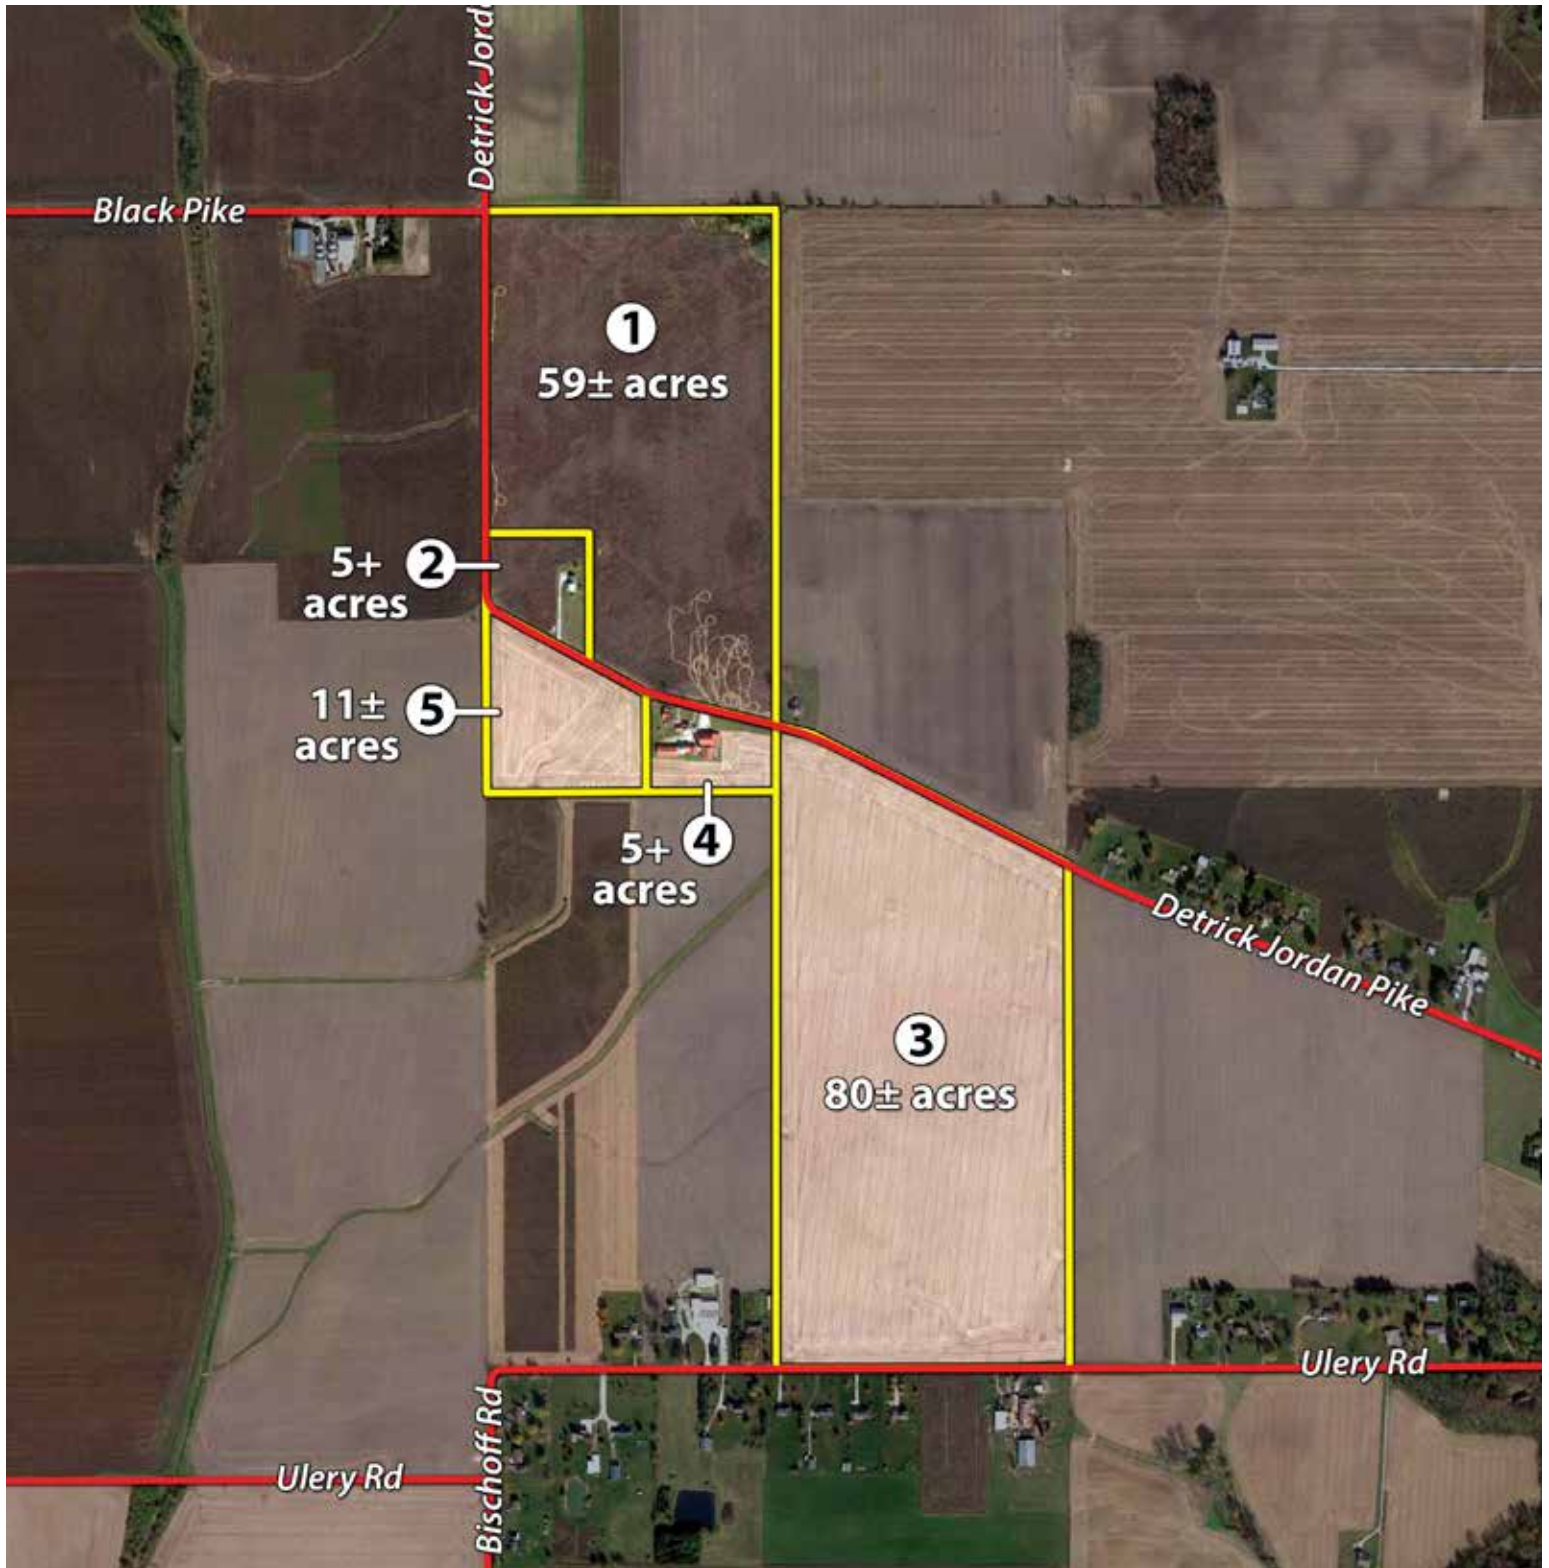 Detrick Jord
Black Pike
1
59± acres
5+
acres
2
11±
acres
5
5+
acres
4
Detrick Jordan Pike
3
80± acres
Ulery Rd
Bischoff Rd
Ulery Rd